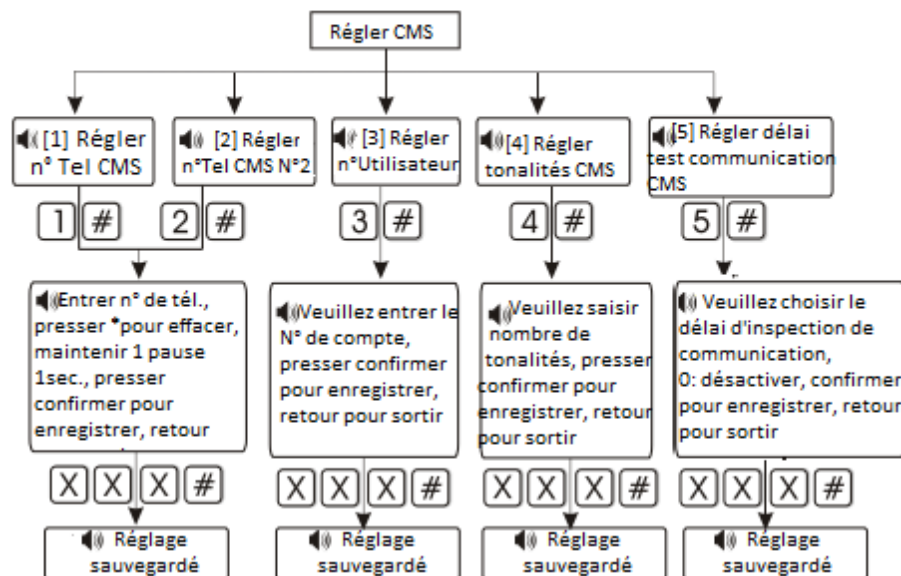 Régler CMS
[1] Régler
n° Tel CMS
[2] Régler
n°Tel CMS N°2
[3] Régler
n°Utilisateur
[4] Régler
tonalités CMS
[5] Régler délai
test communication
CMS
1 #
2 #
3 #
4 #
5 #
Entrer n° de tél.,
presser *pour effacer,
maintenir 1 pause
1sec., presser
confirmer pour
enregistrer, retour
Veuillez entrer le
N° de compte,
presser confirmer
pour enregistrer,
retour pour sortir
Veuillez saisir
nombre de
tonalités, presser
confirmer pour
enregistrer, retour
pour sortir
Veuillez choisir le
délai d'inspection de
communication,
0: désactiver, confirmer
pour enregistrer, retour
pour sortir
X X X #
X X X #
X X X #
X X X #
Réglage
sauvegardé
Réglage
sauvegardé
Réglage
sauvegardé
Réglage
sauvegardé